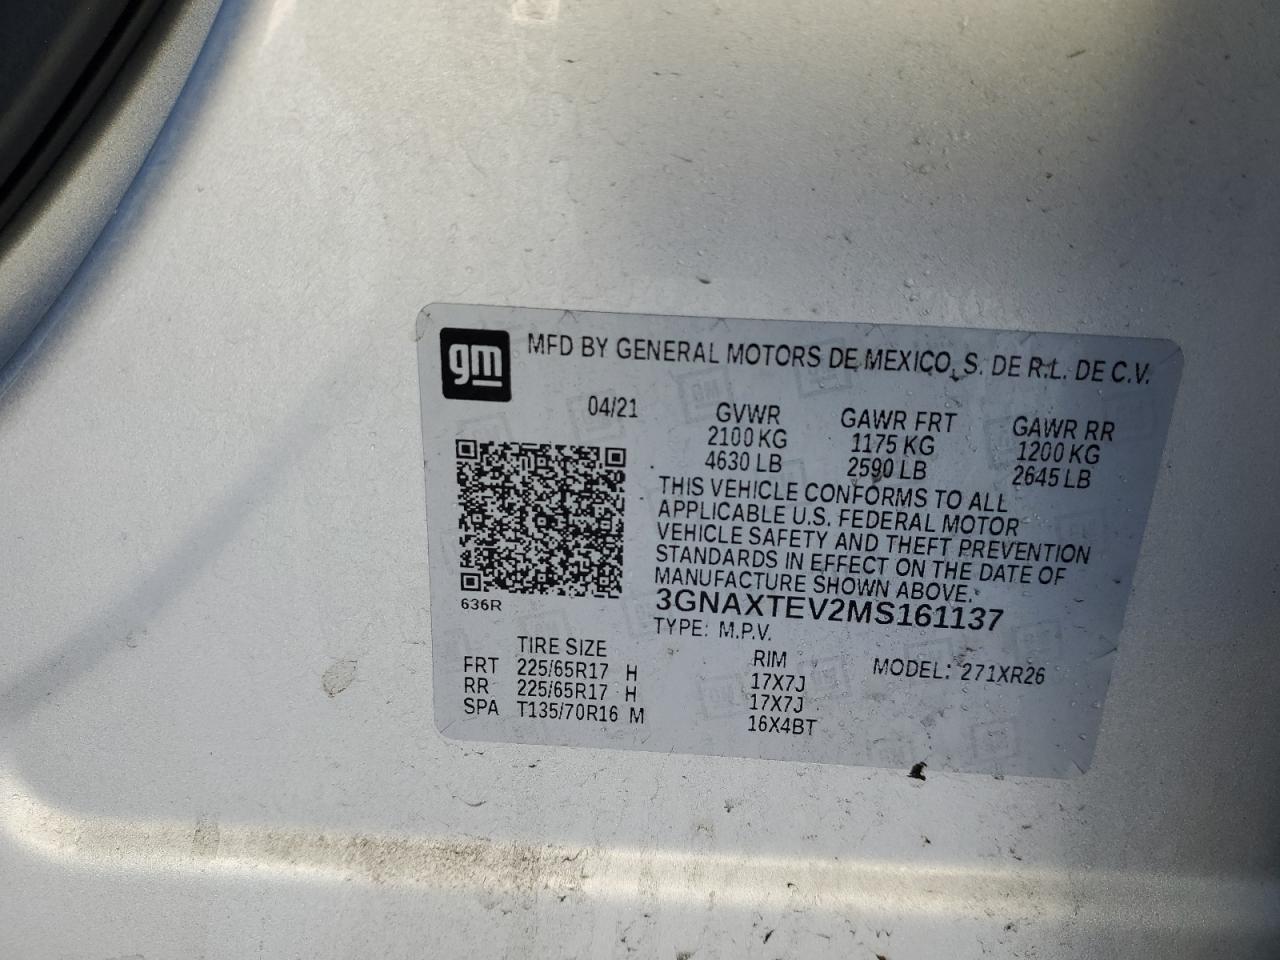 gm
MFD BY GENERAL MOTORS DE MEXICO, S. DE R.L. DE C.V.
04/21
GVWR GAWR FRT GAWR RR
2100 KG 1175 KG 1200 KG
4630 LB 2590 LB 2645 LB
THIS VEHICLE CONFORMS TO ALL
APPLICABLE U.S. FEDERAL MOTOR
VEHICLE SAFETY AND THEFT PREVENTION
STANDARDS IN EFFECT ON THE DATE OF
MANUFACTURE SHOWN ABOVE.
636R
3GNAXTEV2MS161137
TYPE: M.P.V.
TIRE SIZE RIM MODEL: 271XR26
FRT 225/65R17 H 17X7J
RR 225/65R17 H 17X7J
SPA T135/70R16 M 16X4BT